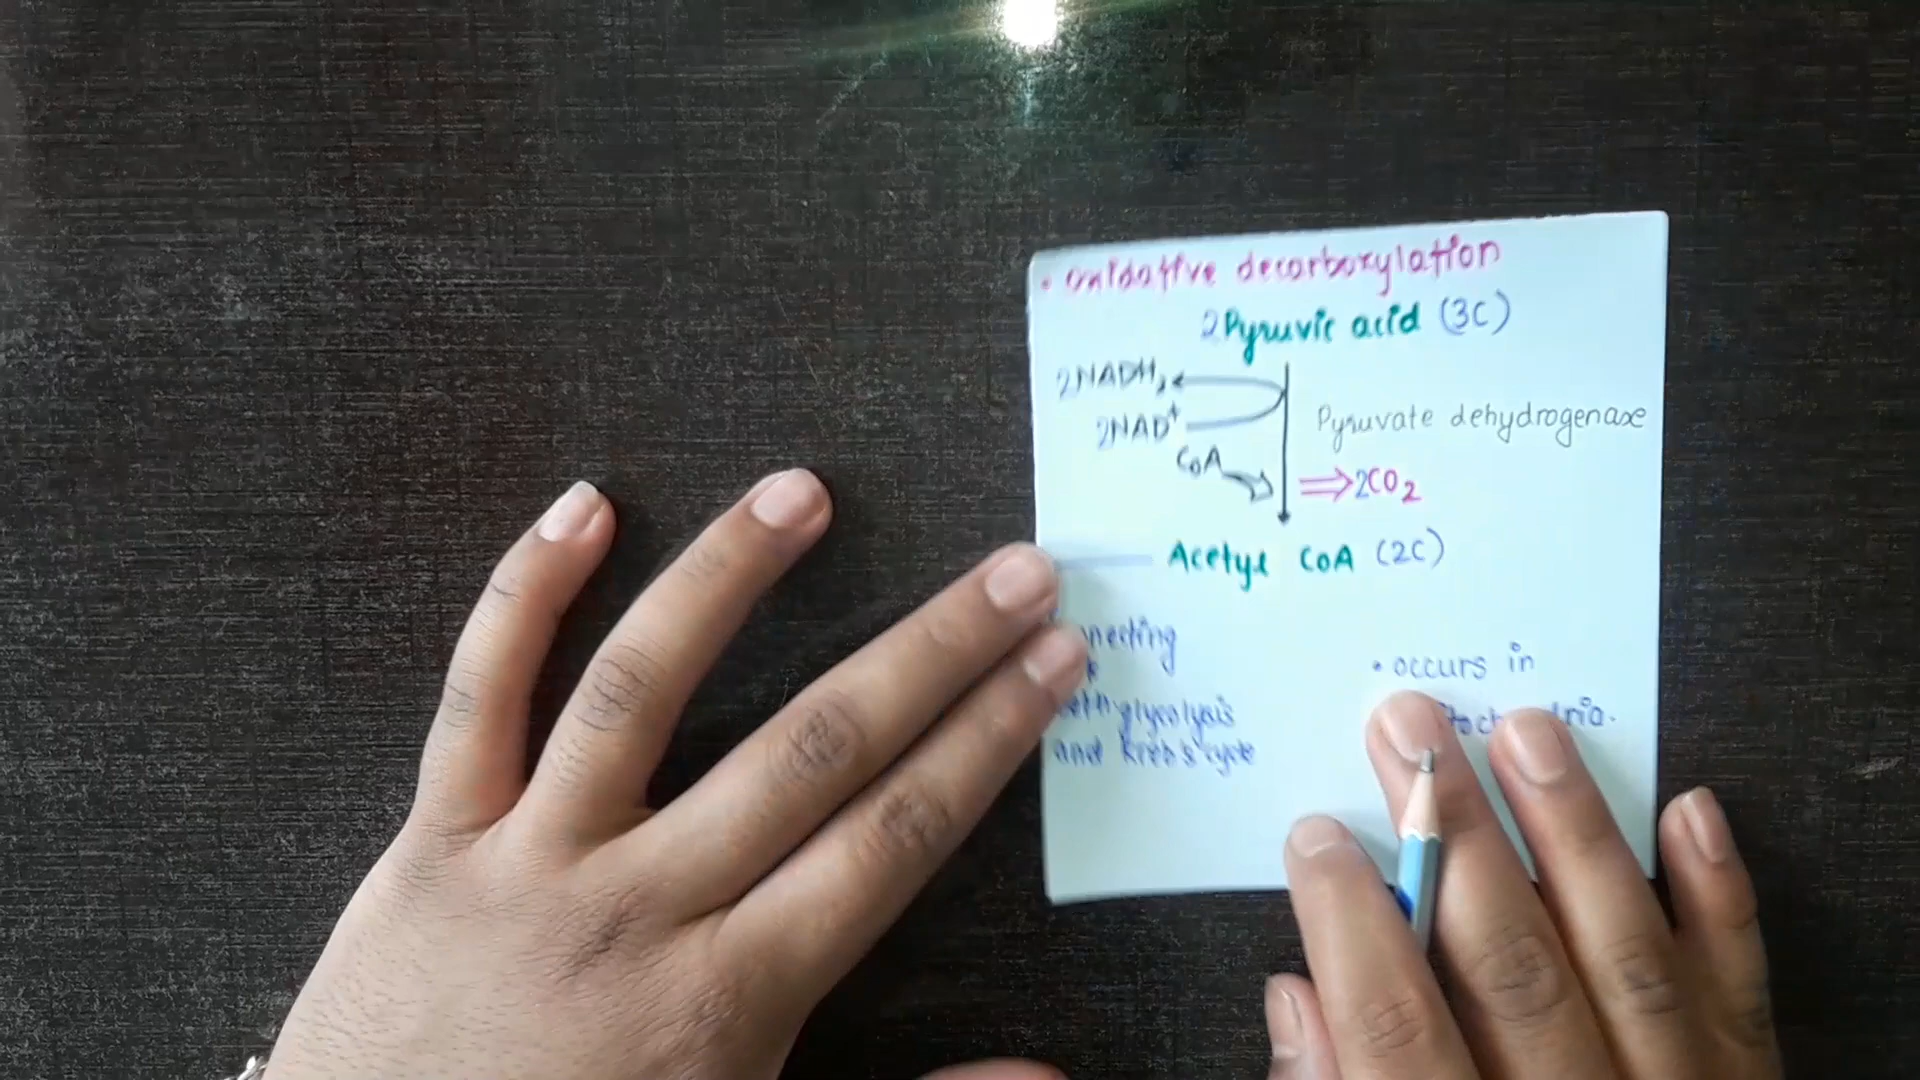 • Oxidative decarboxylation
2Pyruvic acid (3C)
2NADH2
2NAD+
Pyruvate dehydrogenase
CoA
⇒2CO2
Acetyl CoA (2C)
and Kreb's cycle
• occurs in
glycolysis